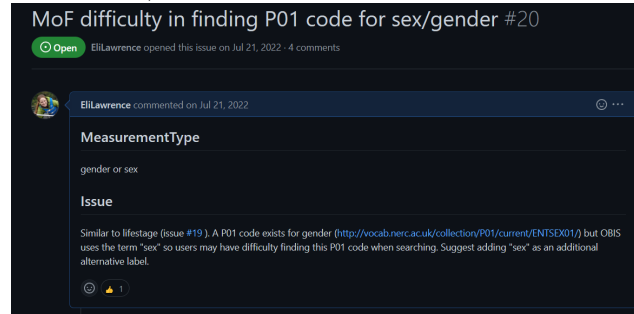 MoF difficulty in finding P01 code for sex/gender #20
Open EliLawrence opened this issue on Jul 21, 2022 · 4 comments
EliLawrence commented on Jul 21, 2022
MeasurementType
gender or sex
Issue
Similar to lifestage (issue #19 ). A P01 code exists for gender (http://vocab.nerc.ac.uk/collection/P01/current/ENTSEX01/) but OBIS
uses the term "sex" so users may have difficulty finding this P01 code when searching. Suggest adding "sex" as an additional
alternative label.
1